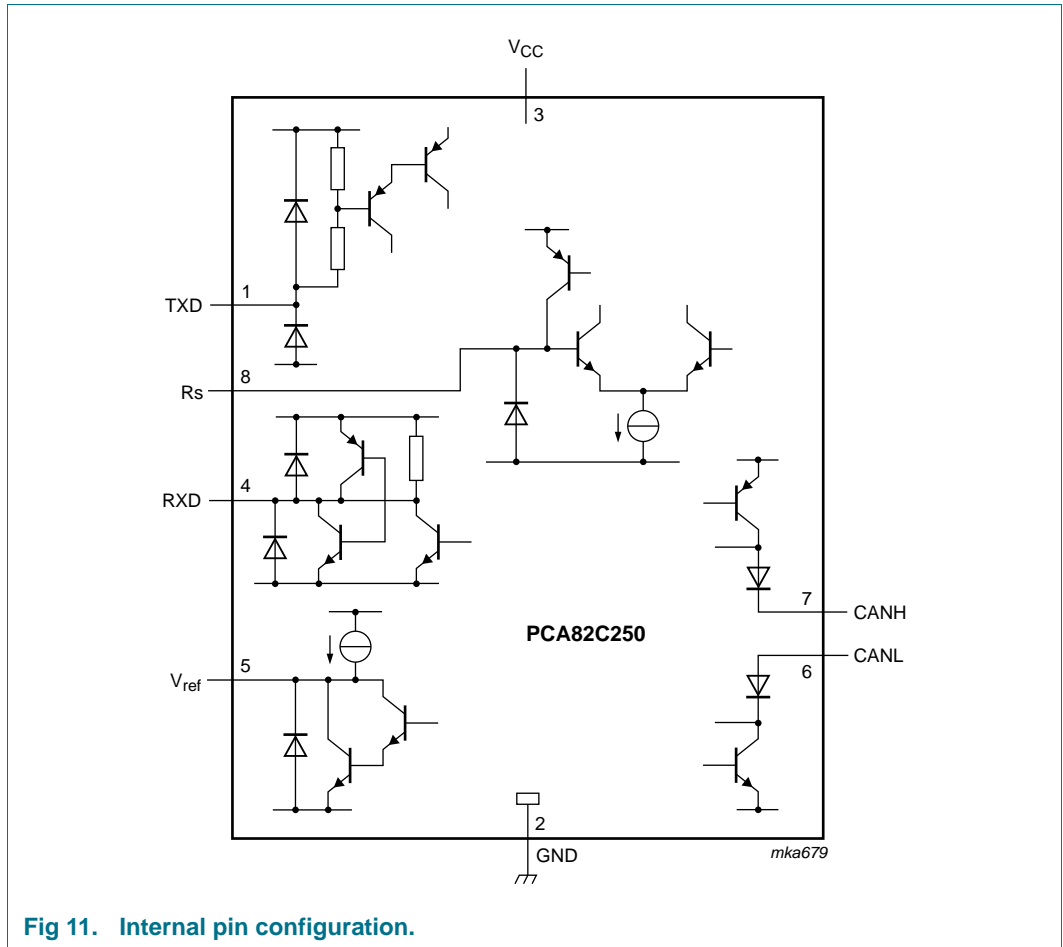 VCC
3
1
TXD
8
Rs
4
RXD
7
CANH
PCA82C250
CANL
6
5
Vref
2
GND
mka679
Fig 11. Internal pin configuration.